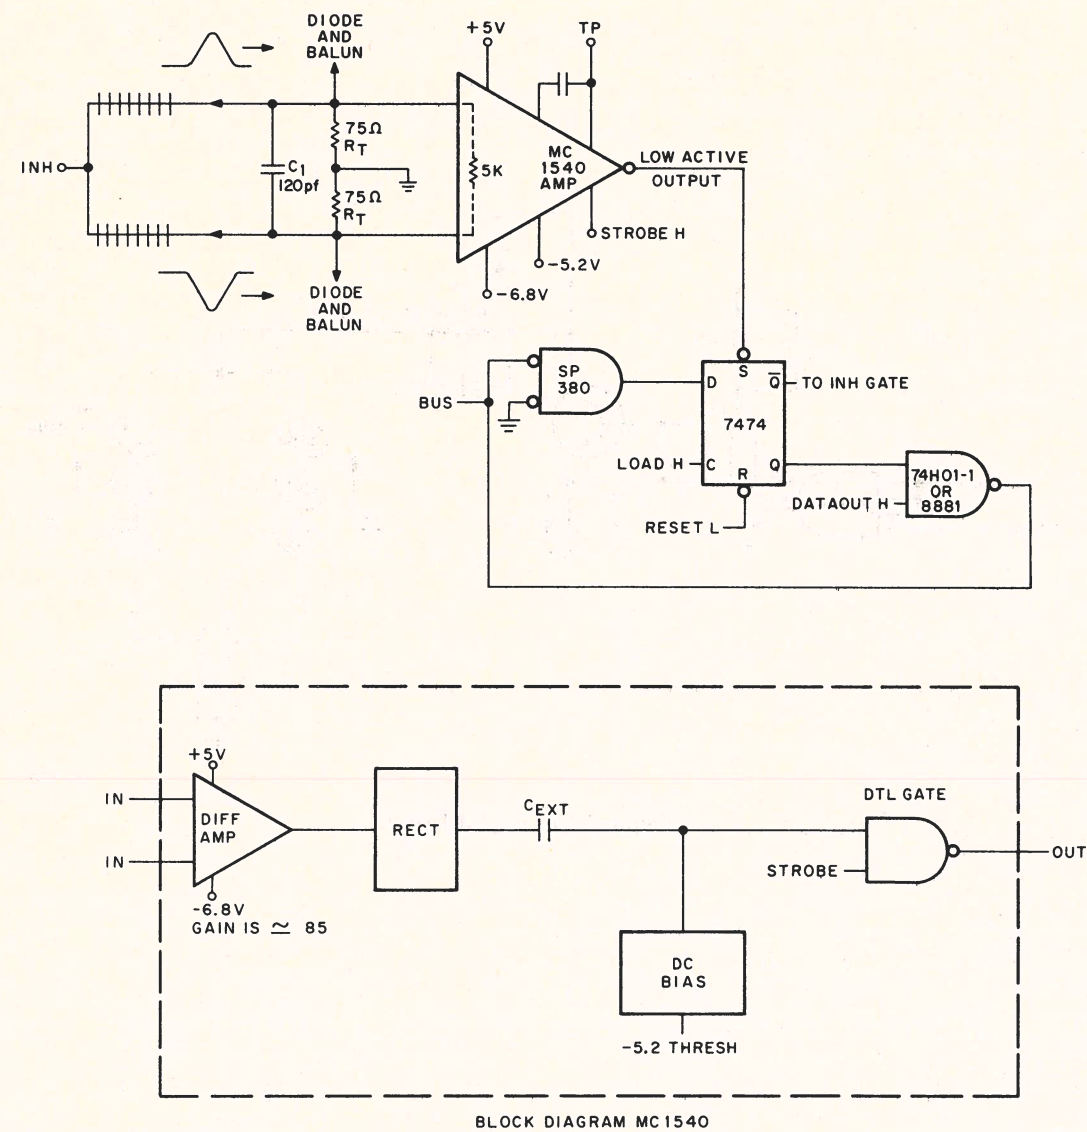 DIODE
AND
BALUN
+5V
TP
75Ω
RT
INH
C1
120pf
75Ω
RT
5K
MC
1540
AMP
LOW ACTIVE
OUTPUT
STROBE H
-5.2V
-6.8V
DIODE
AND
BALUN
SP
380
BUS
D
S
Q
TO INH GATE
7474
LOAD H
C
Q
R
RESET L
74H01-1
OR
8881
DATAOUT H
+5V
IN
DIFF
AMP
IN
-6.8V
GAIN IS ≃ 85
RECT
CEXT
DTL GATE
STROBE
OUT
DC
BIAS
-5.2 THRESH
BLOCK DIAGRAM MC1540